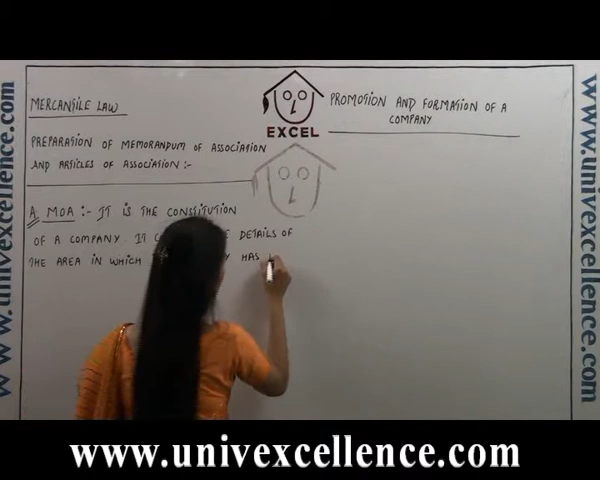 MERCANTILE LAW
EXCEL
PROMOTION AND FORMATION OF A
COMPANY
PREPARATION OF MEMORANDUM OF ASSOCIATION
AND ARTICLES OF ASSOCIATION :-
A. MOA :- IT IS THE CONSTITUTION
OF A COMPANY. IT DETAILS OF
THE AREA IN WHICH HAS
www.univexcellence.com
www.univexcellence.com
www.univexcellence.com